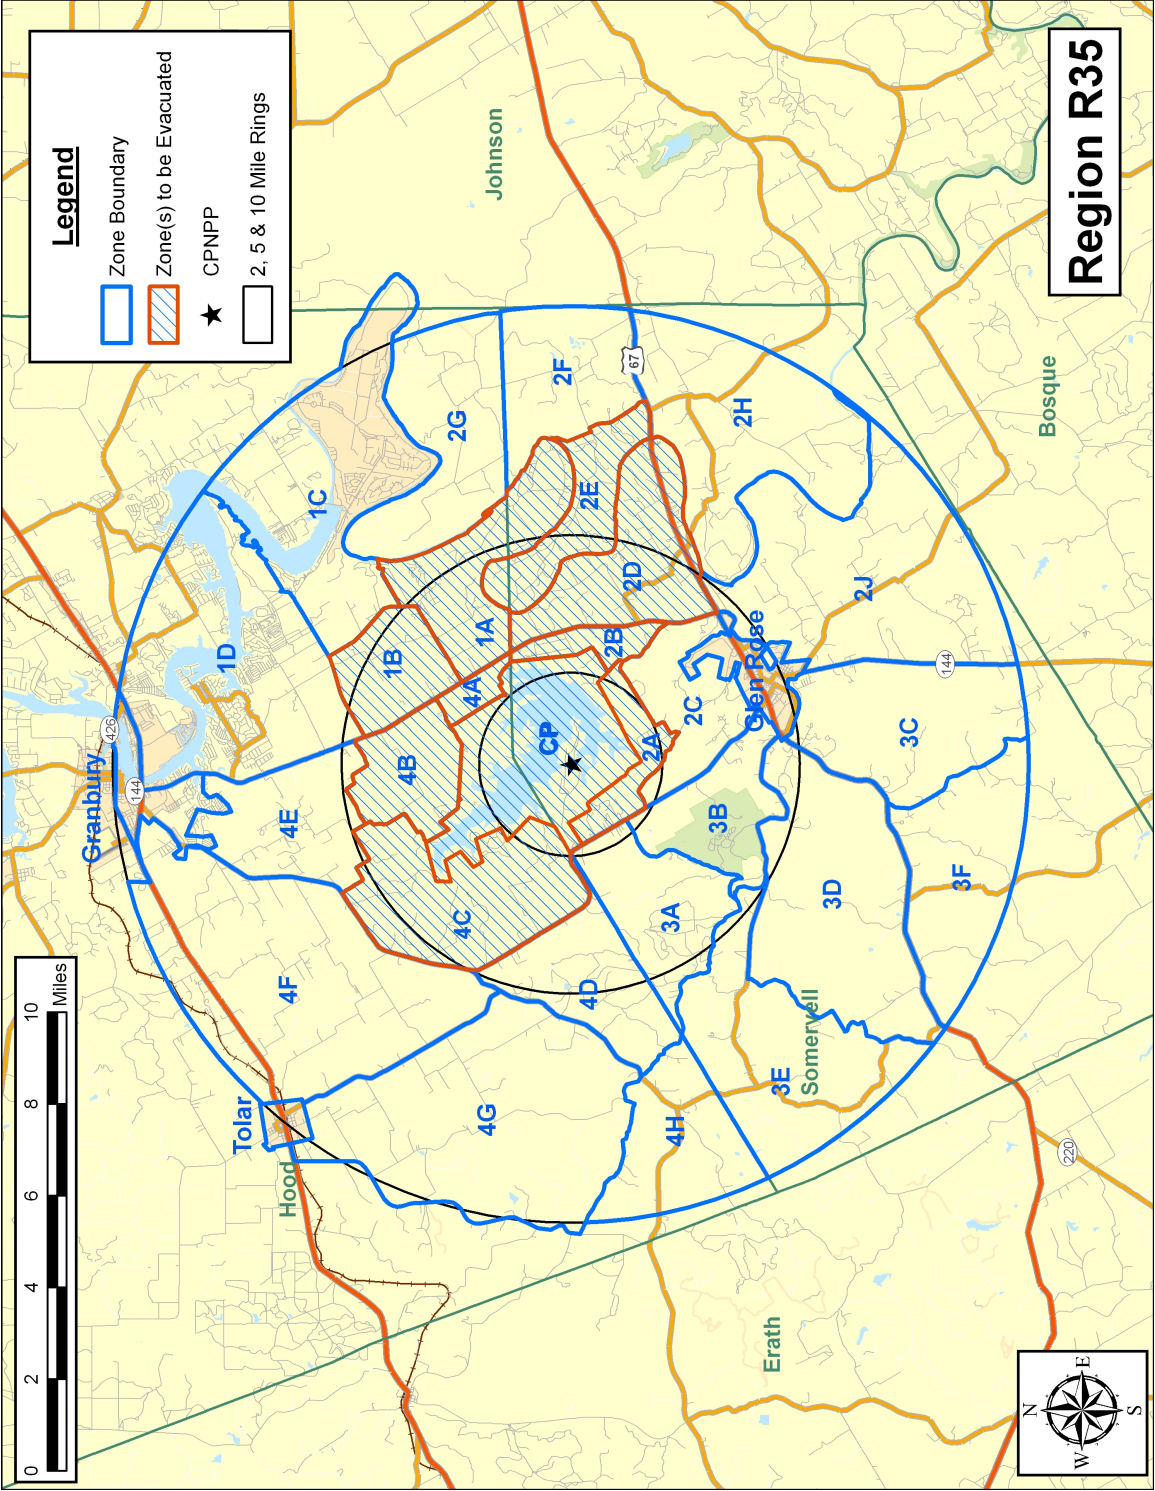 Legend
Zone Boundary
Zone(s) to be Evacuated
CPNPP
2, 5 & 10 Mile Rings
Region R35
0 2 4 6 8 10
Miles
N
W E
S
Granbury
Tolar
Glen Rose
Hood
Johnson
Bosque
Somervell
Erath
426
144
67
144
220
CP
1A
1B
1C
1D
2A
2B
2C
2D
2E
2F
2G
2H
2J
3A
3B
3C
3D
3E
3F
4A
4B
4C
4D
4E
4F
4G
4H